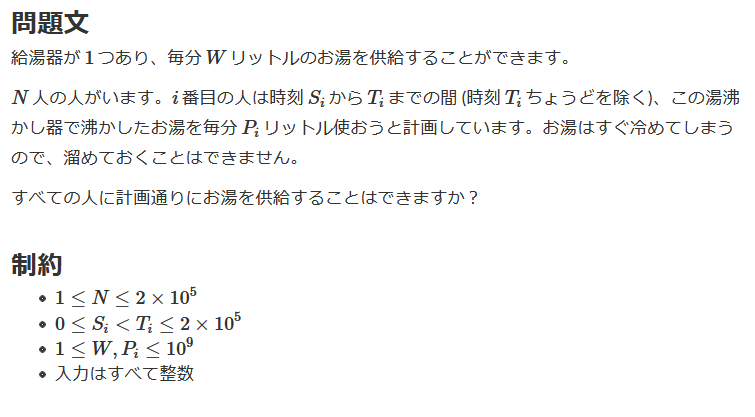 問題文
給湯器が 1 つあり、毎分 W リットルのお湯を供給することができます。
N 人の人がいます。i 番目の人は時刻 S_i から T_i までの間 (時刻 T_i ちょうどを除く)、この湯沸
かし器で沸かしたお湯を毎分 P_i リットル使おうと計画しています。お湯はすぐ冷めてしまう
ので、溜めておくことはできません。
すべての人に計画通りにお湯を供給することはできますか？
制約
1 ≤ N ≤ 2 × 10^5
0 ≤ S_i < T_i ≤ 2 × 10^5
1 ≤ W, P_i ≤ 10^9
入力はすべて整数